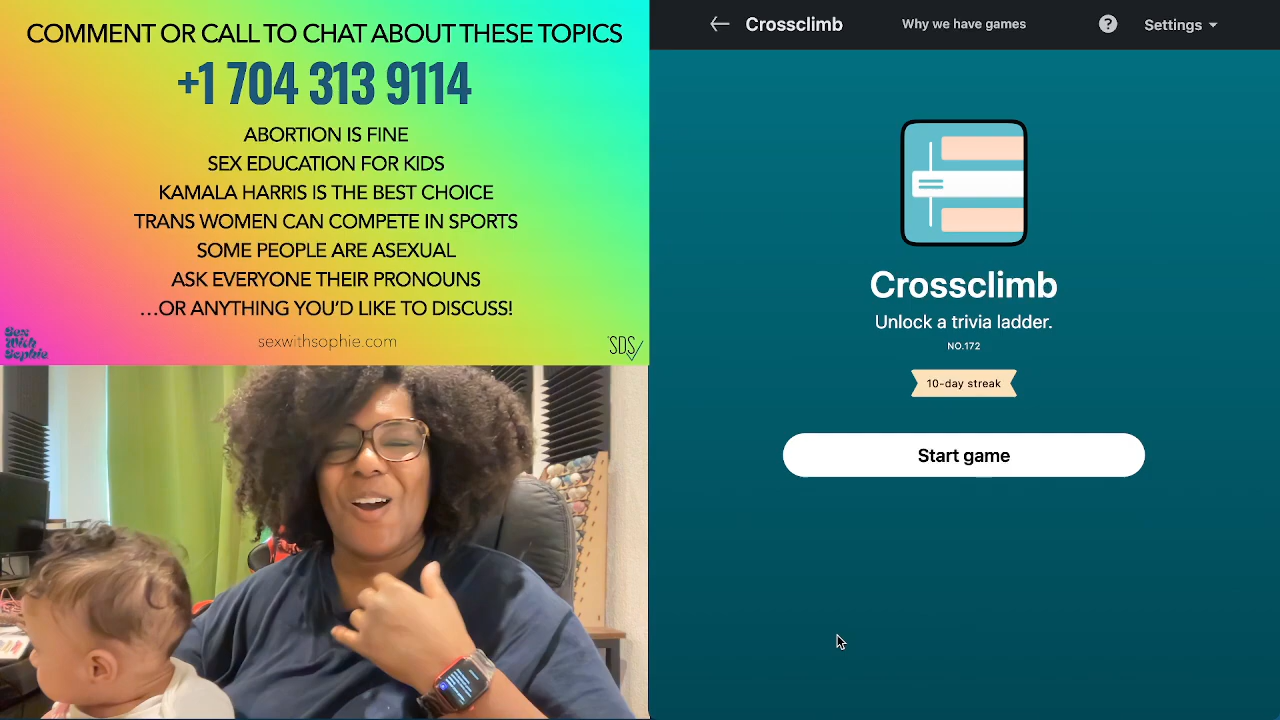 COMMENT OR CALL TO CHAT ABOUT THESE TOPICS
+1 704 313 9114
ABORTION IS FINE
SEX EDUCATION FOR KIDS
KAMALA HARRIS IS THE BEST CHOICE
TRANS WOMEN CAN COMPETE IN SPORTS
SOME PEOPLE ARE ASEXUAL
ASK EVERYONE THEIR PRONOUNS
...OR ANYTHING YOU'D LIKE TO DISCUSS!
sexwithsophie.com
Sex
With
Sophie
SDS
Crossclimb
Why we have games
?
Settings
Crossclimb
Unlock a trivia ladder.
NO.172
10-day streak
Start game